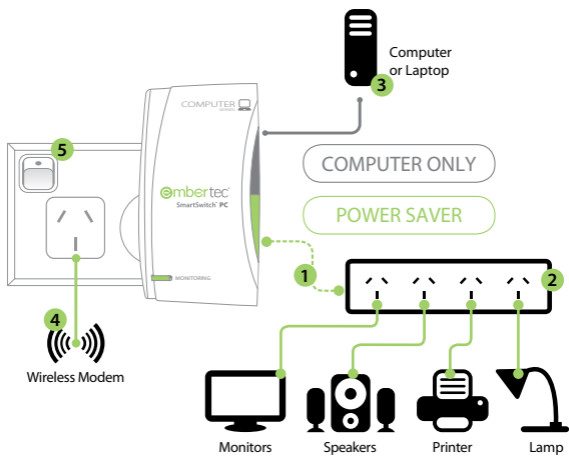 Computer
or Laptop
3
COMPUTER
5
COMPUTER ONLY
embertec
SmartSwitch™ PC
POWER SAVER
1
2
MONITORING
4
Wireless Modem
Monitors
Speakers
Printer
Lamp